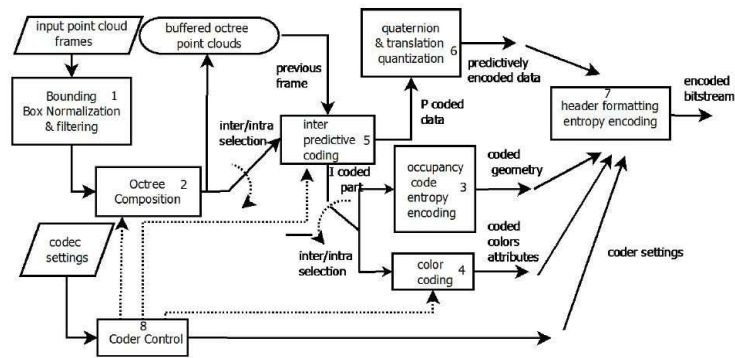 input point cloud
frames
buffered octree
point clouds
quaternion
& translation
quantization 6
previous
frame
predictively
encoded data
Bounding 1
Box Normalization
& filtering
P coded
data
7
header formatting
entropy encoding
encoded
bitstream
inter/intra
selection
inter
predictive 5
coding
I coded
part
Octree 2
Composition
occupancy
code 3
entropy
encoding
coded
geometry
codec
settings
inter/intra
selection
color 4
coding
coded
colors
attributes
coder settings
8
Coder Control